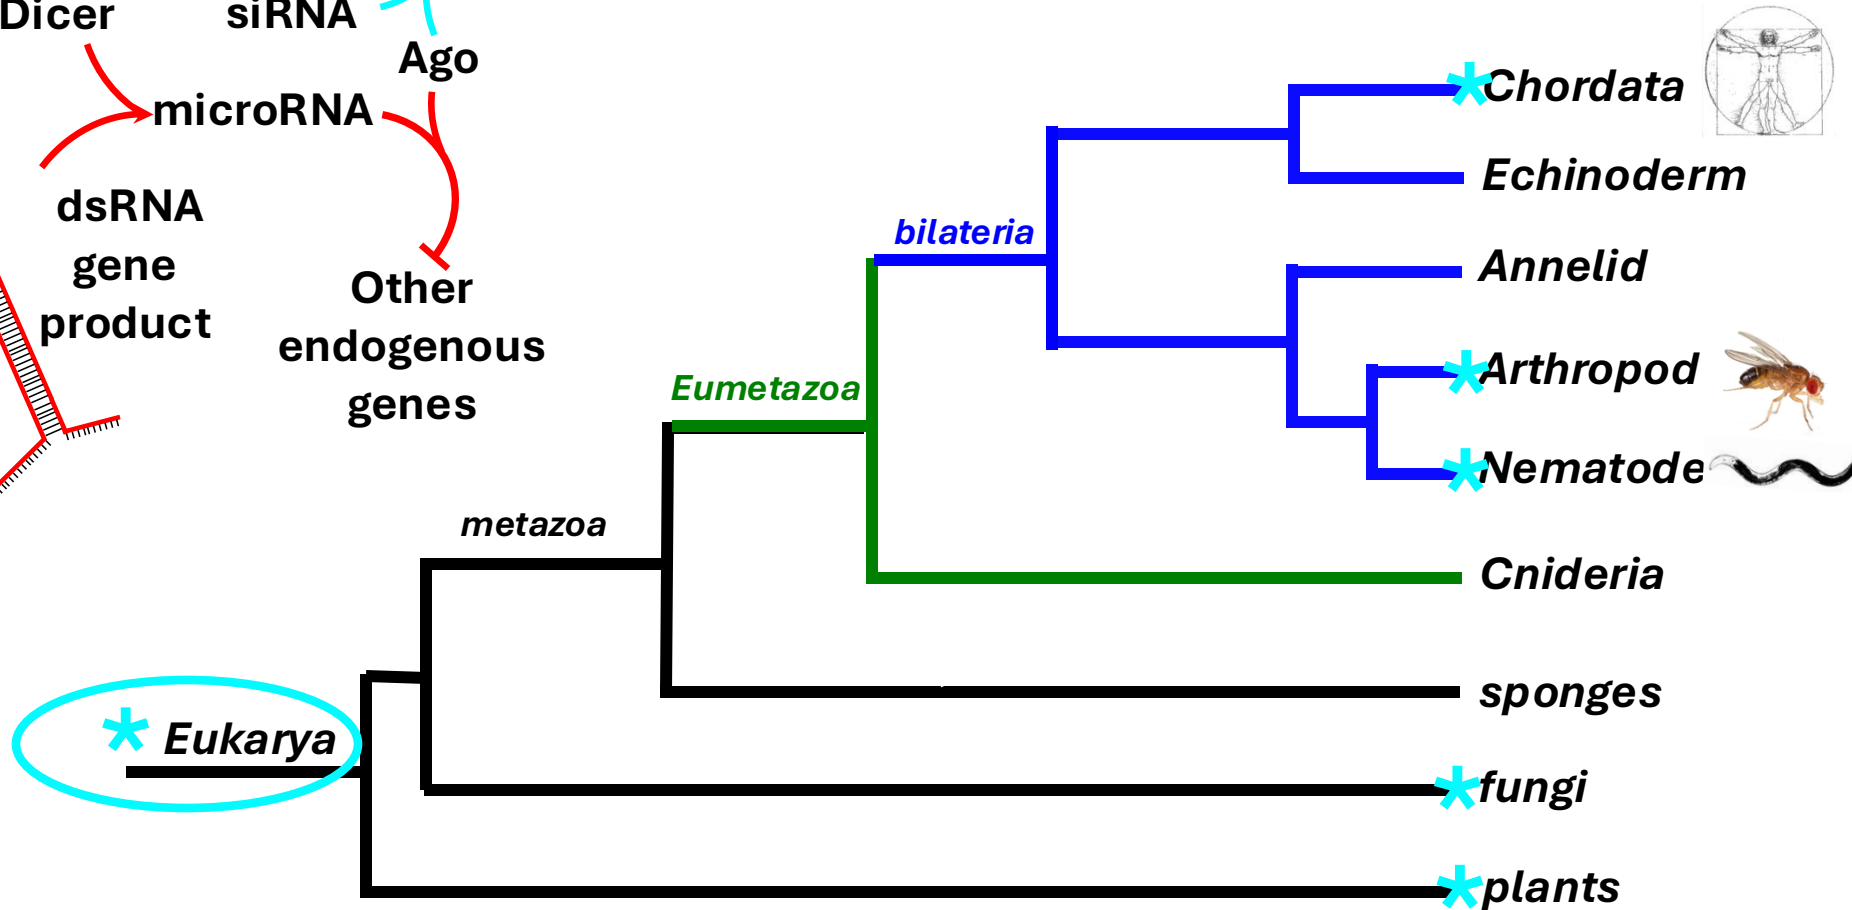 Dicer
siRNA
Ago
microRNA
dsRNA
gene
product
Other
endogenous
genes
Chordata
Echinoderm
bilateria
Annelid
Arthropod
Eumetazoa
Nematode
metazoa
Cnideria
sponges
* Eukarya
fungi
plants